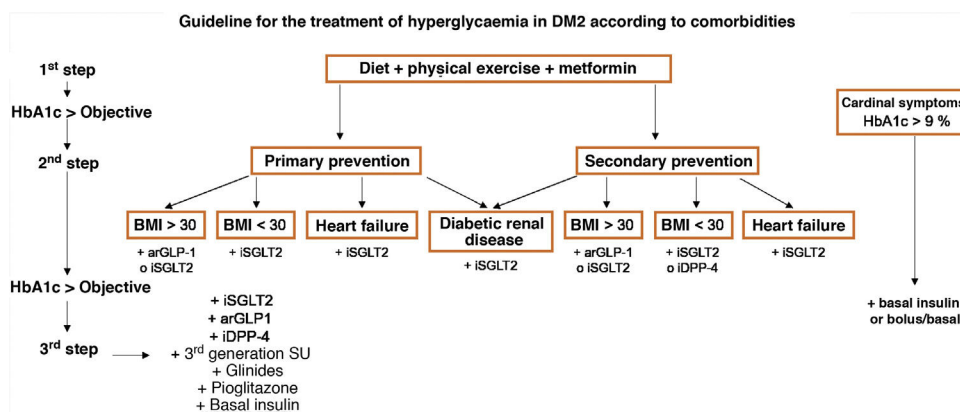 Guideline for the treatment of hyperglycaemia in DM2 according to comorbidities
1st step
Diet + physical exercise + metformin
HbA1c > Objective
Cardinal symptoms
HbA1c > 9 %
2nd step
Primary prevention
Secondary prevention
BMI > 30
+ arGLP-1
o iSGLT2
BMI < 30
+ iSGLT2
Heart failure
+ iSGLT2
Diabetic renal
disease
+ iSGLT2
BMI > 30
+ arGLP-1
o iSGLT2
BMI < 30
+ iSGLT2
o iDPP-4
Heart failure
+ iSGLT2
HbA1c > Objective
+ basal insulin
or bolus/basal
3rd step
+ iSGLT2
+ arGLP1
+ iDPP-4
+ 3rd generation SU
+ Glinides
+ Pioglitazone
+ Basal insulin